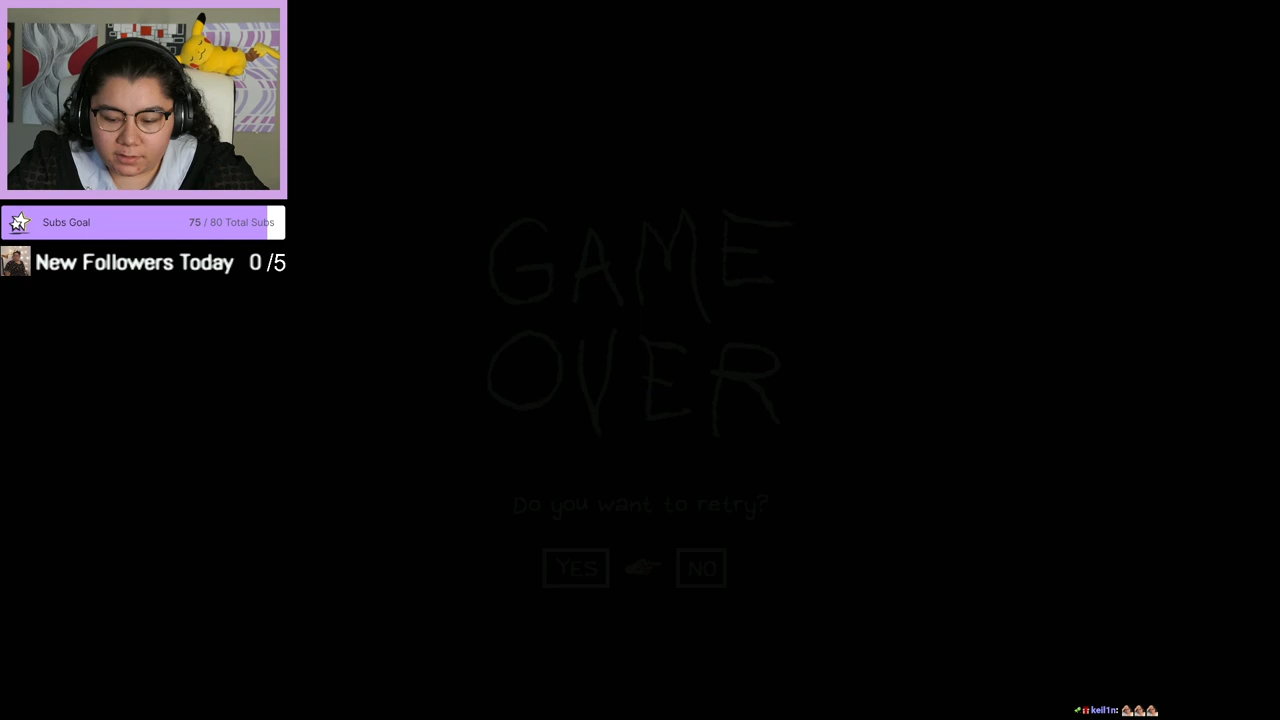 Subs Goal 75 / 80 Total Subs
New Followers Today 0 /5
GAME
OVER
Do you want to retry?
YES NO
keil1n: